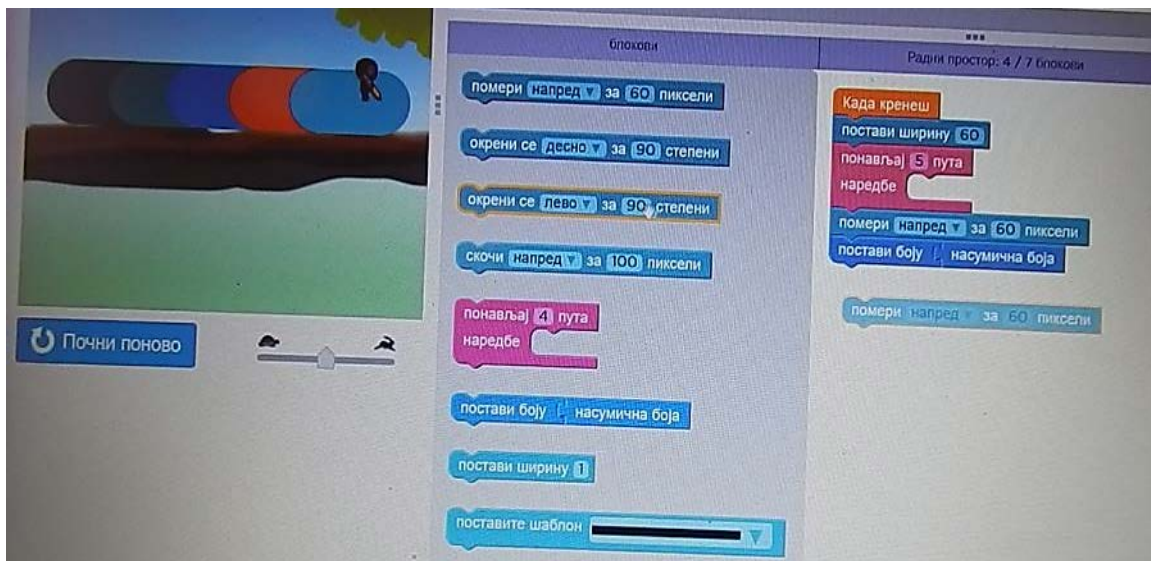 Почни поново
блокови
помери напред за 60 пиксели
окрени се десно за 90 степени
окрени се лево за 90 степени
скочи напред за 100 пиксели
понављај 4 пута
наредбе
постави боју насумична боја
постави ширину 1
поставите шаблон
Радни простор: 4 / 7 блокови
Када кренеш
постави ширину 60
понављај 5 пута
наредбе
помери напред за 60 пиксели
постави боју насумична боја
помери напред за 60 пиксели